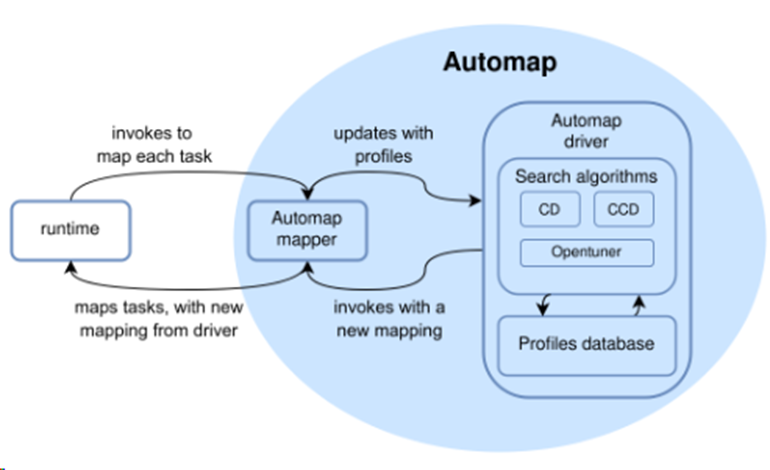 Automap
invokes to
map each task
updates with
profiles
Automap
driver
Search algorithms
CD
CCD
Opentuner
runtime
Automap
mapper
maps tasks, with new
mapping from driver
invokes with a
new mapping
Profiles database